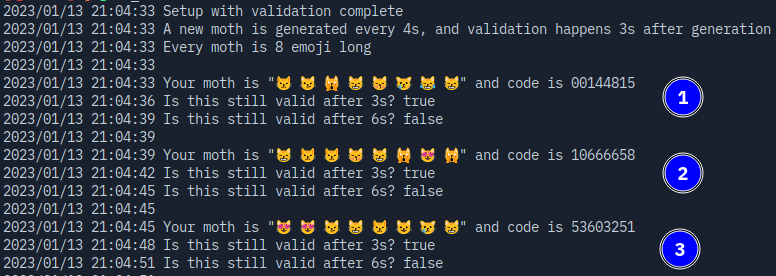 2023/01/13 21:04:33 Setup with validation complete
2023/01/13 21:04:33 A new moth is generated every 4s, and validation happens 3s after generation
2023/01/13 21:04:33 Every moth is 8 emoji long
2023/01/13 21:04:33
2023/01/13 21:04:33 Your moth is "😾 😼 🙀 😸 😽 😿 😹 😸" and code is 00144815
2023/01/13 21:04:36 Is this still valid after 3s? true
2023/01/13 21:04:39 Is this still valid after 6s? false
1
2023/01/13 21:04:39
2023/01/13 21:04:39 Your moth is "😸 😾 😾 😽 😹 🙀 😻 🙀" and code is 10666658
2023/01/13 21:04:42 Is this still valid after 3s? true
2023/01/13 21:04:45 Is this still valid after 6s? false
2
2023/01/13 21:04:45
2023/01/13 21:04:45 Your moth is "😻 😻 😼 😹 😾 😼 😿 😸" and code is 53603251
2023/01/13 21:04:48 Is this still valid after 3s? true
2023/01/13 21:04:51 Is this still valid after 6s? false
3